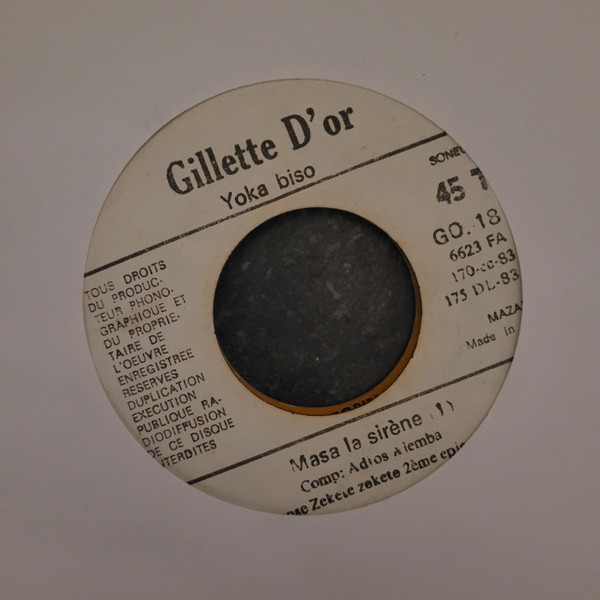 Gillette D'or
Yoka biso
45 T
GO. 18
6623 FA
170-cc-83
175 DL-83
Made in
TOUS DROITS
DU PRODUC-
TEUR PHONO-
GRAPHIQUE ET
DU PROPRIE-
TAIRE DE
L'OEUVRE
ENREGISTREE
RESERVES
DUPLICATION
EXECUTION
PUBLIQUE RA-
DIODIFFUSION
DE CE DISQUE
INTERDITES
Masa la sirène (1)
Comp: Adios Alemba
Zekete zekete 2ème